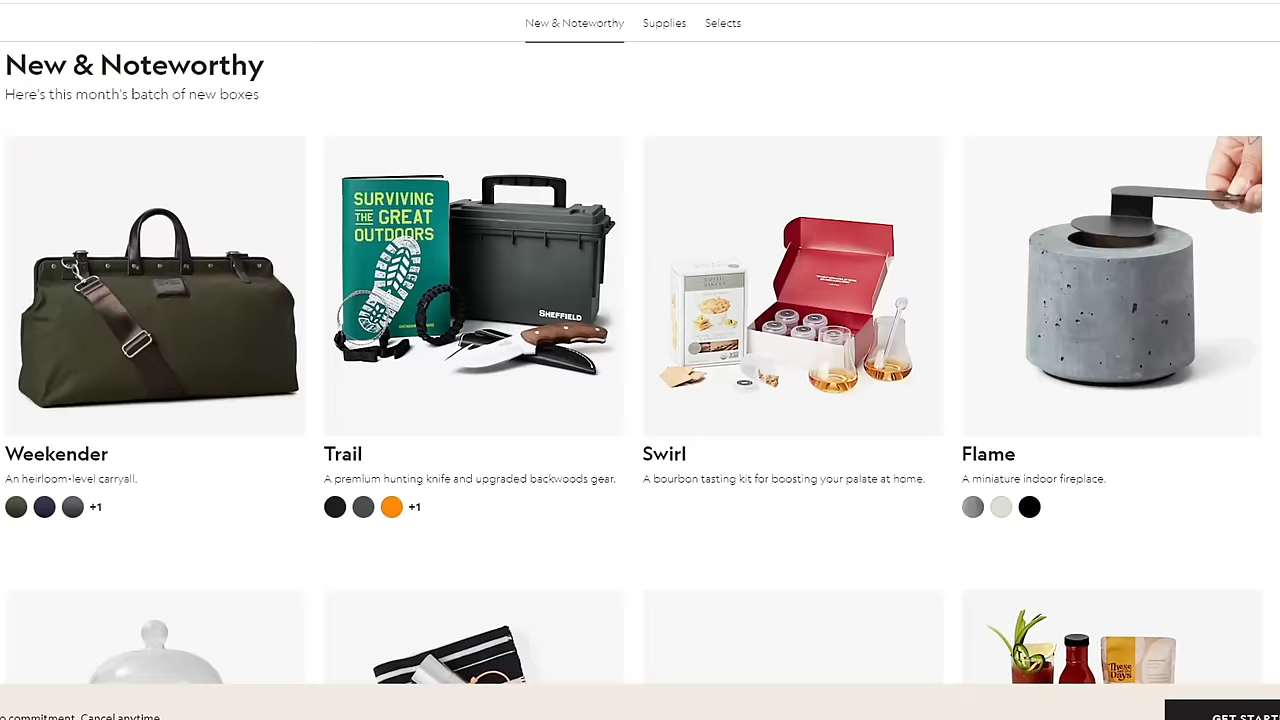 New & Noteworthy Supplies Selects
New & Noteworthy
Here's this month's batch of new boxes
SURVIVING
THE GREAT
OUTDOORS
SHEFFIELD
Weekender
An heirloom-level carryall.
+1
Trail
A premium hunting knife and upgraded backwoods gear.
+1
Swirl
A bourbon tasting kit for boosting your palate at home.
Flame
A miniature indoor fireplace.
These
Days
commitment. Cancel anytime
GET START